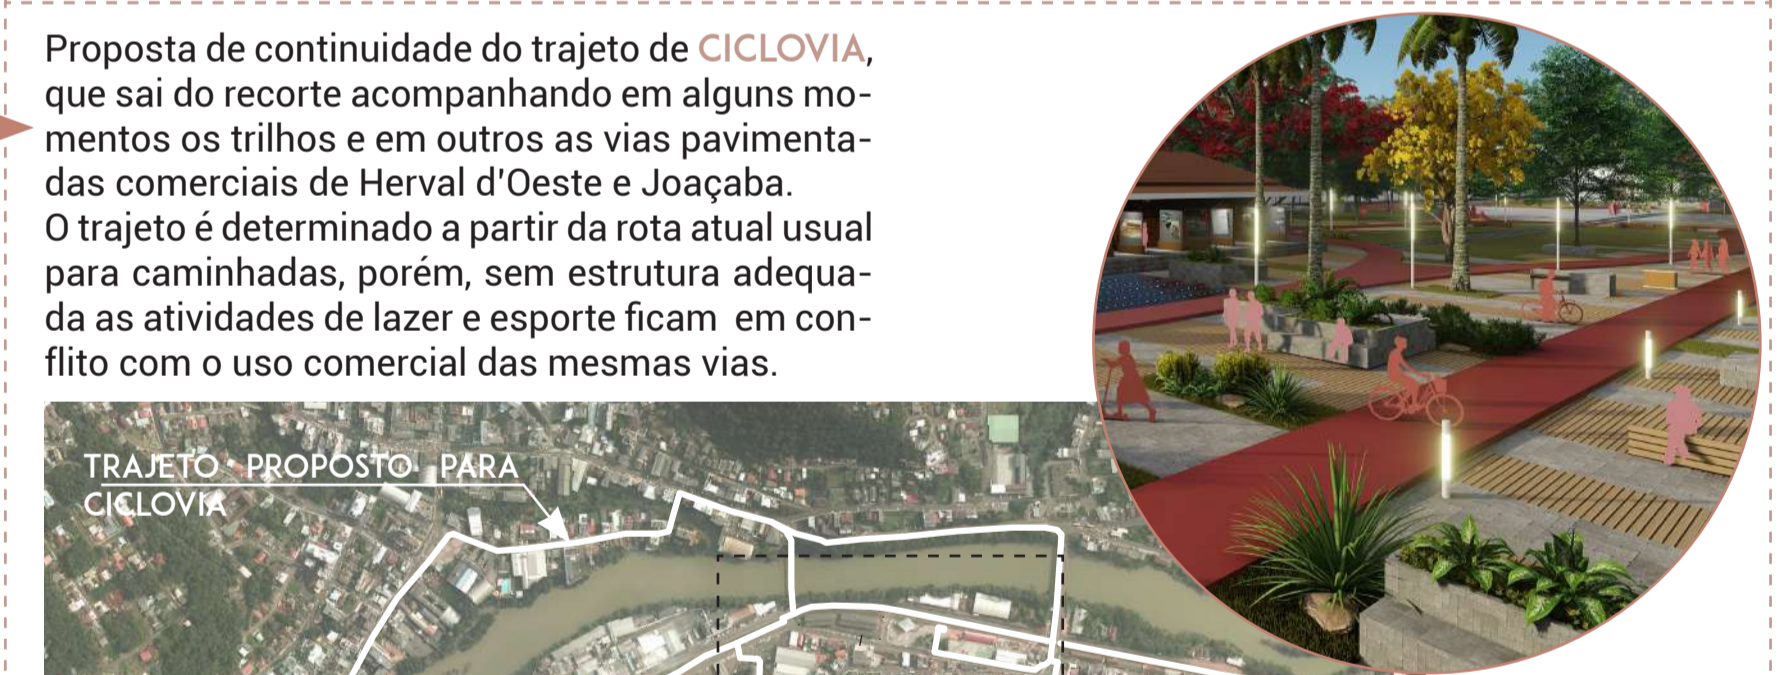 Proposta de continuidade do trajeto de CICLOVIA,
que sai do recorte acompanhando em alguns mo-
mentos os trilhos e em outros as vias pavimenta-
das comerciais de Herval d'Oeste e Joaçaba.
O trajeto é determinado a partir da rota atual usual
para caminhadas, porém, sem estrutura adequa-
da as atividades de lazer e esporte ficam em con-
flito com o uso comercial das mesmas vias.
TRAJETO PROPOSTO PARA
CICLOVIA